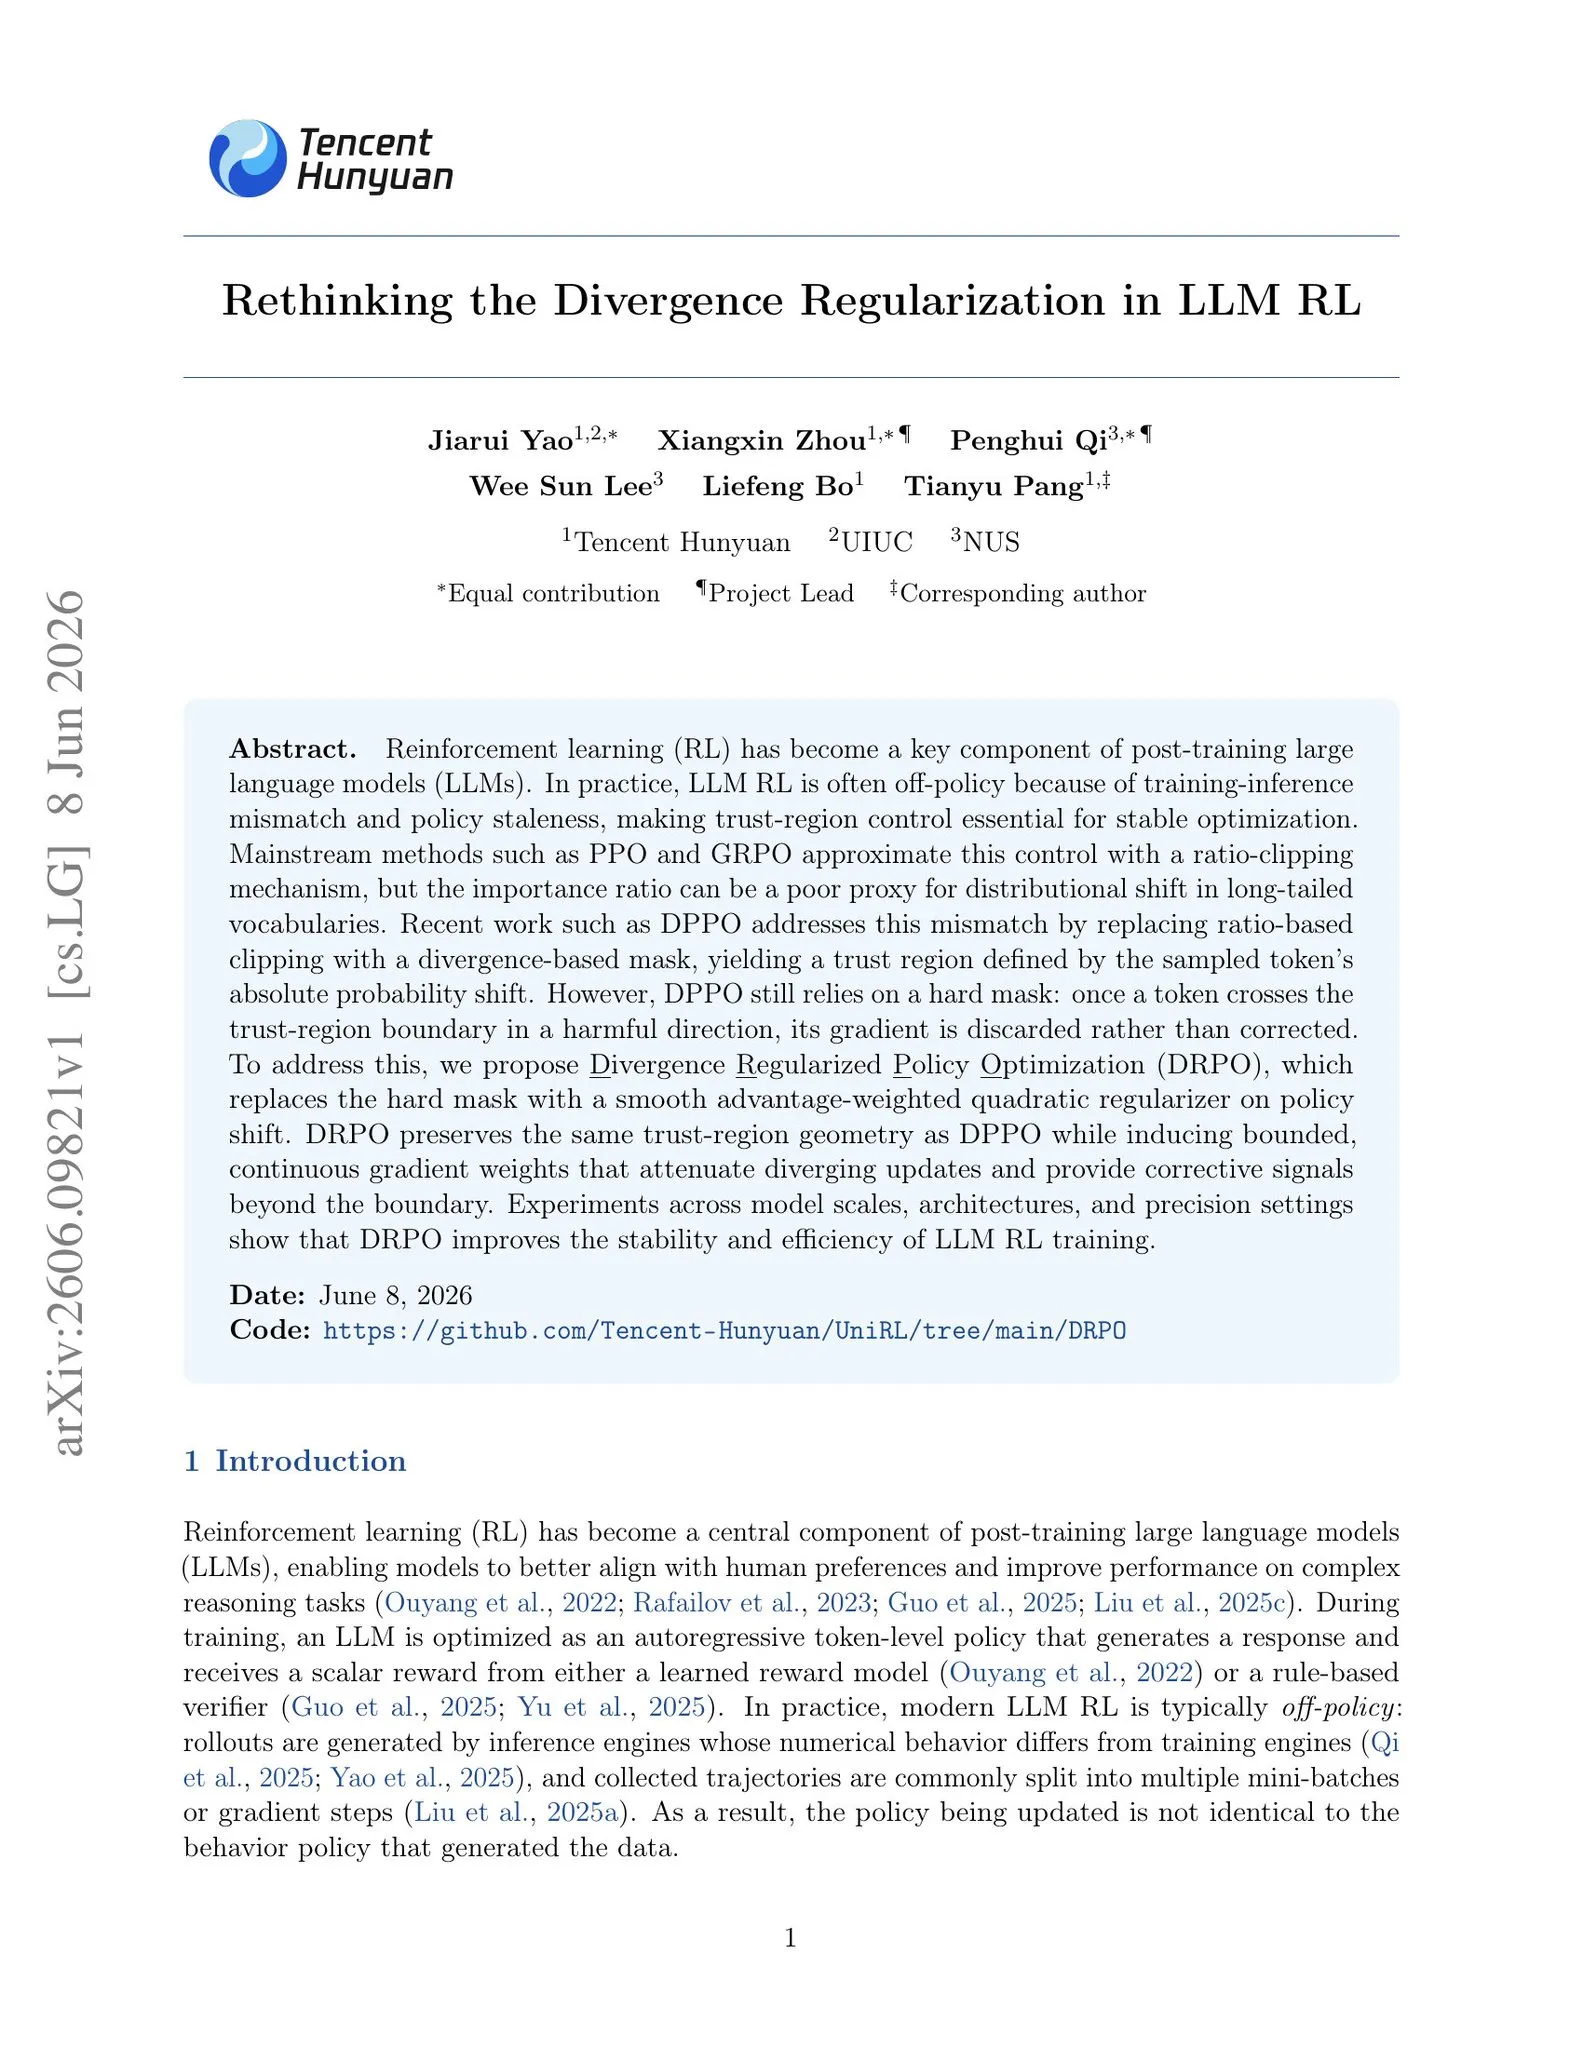 Tencent
Hunyuan
Rethinking the Divergence Regularization in LLM RL
Jiarui Yao1,2,* Xiangxin Zhou1,*¶ Penghui Qi3,*¶
Wee Sun Lee3 Liefeng Bo1 Tianyu Pang1,‡
1Tencent Hunyuan 2UIUC 3NUS
*Equal contribution ¶Project Lead ‡Corresponding author
arXiv:2606.09821v1 [cs.LG] 8 Jun 2026
Abstract. Reinforcement learning (RL) has become a key component of post-training large
language models (LLMs). In practice, LLM RL is often off-policy because of training-inference
mismatch and policy staleness, making trust-region control essential for stable optimization.
Mainstream methods such as PPO and GRPO approximate this control with a ratio-clipping
mechanism, but the importance ratio can be a poor proxy for distributional shift in long-tailed
vocabularies. Recent work such as DPPO addresses this mismatch by replacing ratio-based
clipping with a divergence-based mask, yielding a trust region defined by the sampled token's
absolute probability shift. However, DPPO still relies on a hard mask: once a token crosses the
trust-region boundary in a harmful direction, its gradient is discarded rather than corrected.
To address this, we propose Divergence Regularized Policy Optimization (DRPO), which
replaces the hard mask with a smooth advantage-weighted quadratic regularizer on policy
shift. DRPO preserves the same trust-region geometry as DPPO while inducing bounded,
continuous gradient weights that attenuate diverging updates and provide corrective signals
beyond the boundary. Experiments across model scales, architectures, and precision settings
show that DRPO improves the stability and efficiency of LLM RL training.
Date: June 8, 2026
Code: https://github.com/Tencent-Hunyuan/UniRL/tree/main/DRPO
1 Introduction
Reinforcement learning (RL) has become a central component of post-training large language models
(LLMs), enabling models to better align with human preferences and improve performance on complex
reasoning tasks (Ouyang et al., 2022; Rafailov et al., 2023; Guo et al., 2025; Liu et al., 2025c). During
training, an LLM is optimized as an autoregressive token-level policy that generates a response and
receives a scalar reward from either a learned reward model (Ouyang et al., 2022) or a rule-based
verifier (Guo et al., 2025; Yu et al., 2025). In practice, modern LLM RL is typically off-policy:
rollouts are generated by inference engines whose numerical behavior differs from training engines (Qi
et al., 2025; Yao et al., 2025), and collected trajectories are commonly split into multiple mini-batches
or gradient steps (Liu et al., 2025a). As a result, the policy being updated is not identical to the
behavior policy that generated the data.
1